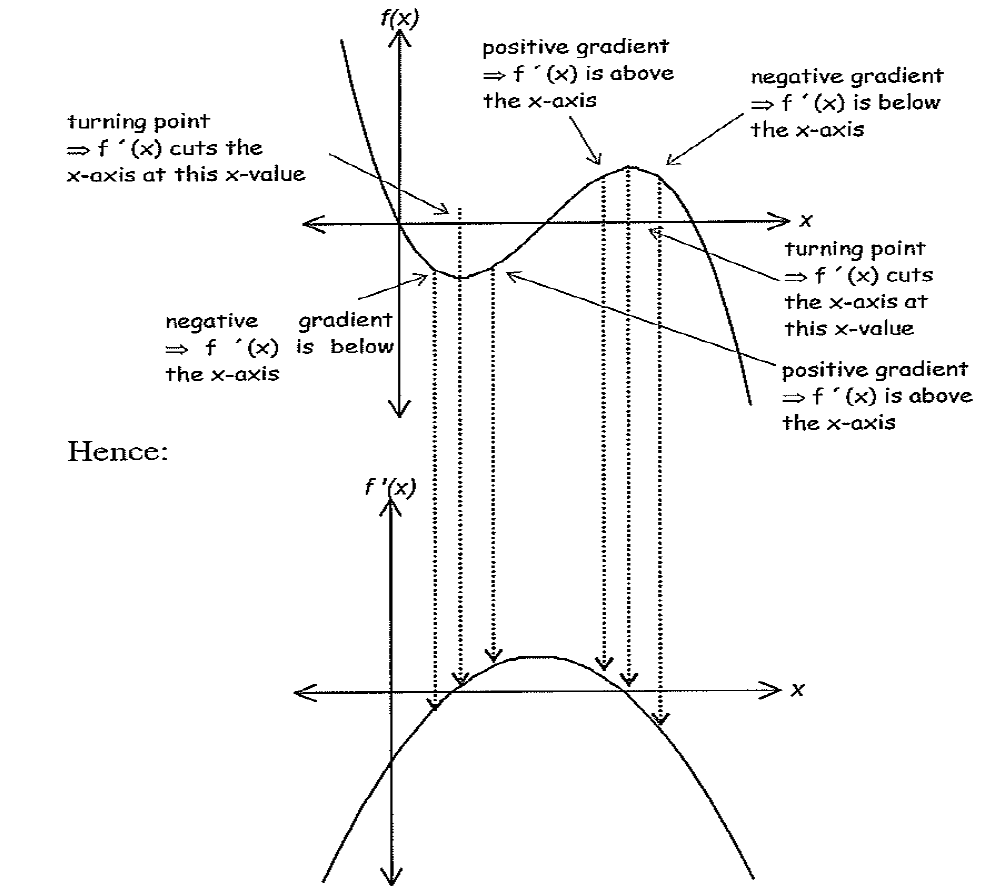 f(x)
positive gradient
⇒ f ´(x) is above
the x-axis
negative gradient
⇒ f ´(x) is below
the x-axis
turning point
⇒ f ´(x) cuts the
x-axis at this x-value
x
turning point
⇒ f ´(x) cuts
the x-axis at
this x-value
negative gradient
⇒ f ´(x) is below
the x-axis
positive gradient
⇒ f ´(x) is above
the x-axis
Hence:
f'(x)
x